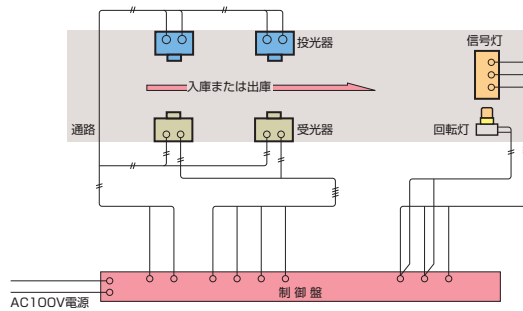 投光器
信号灯
入庫または出庫
通路
受光器
回転灯
制御盤
AC100V電源